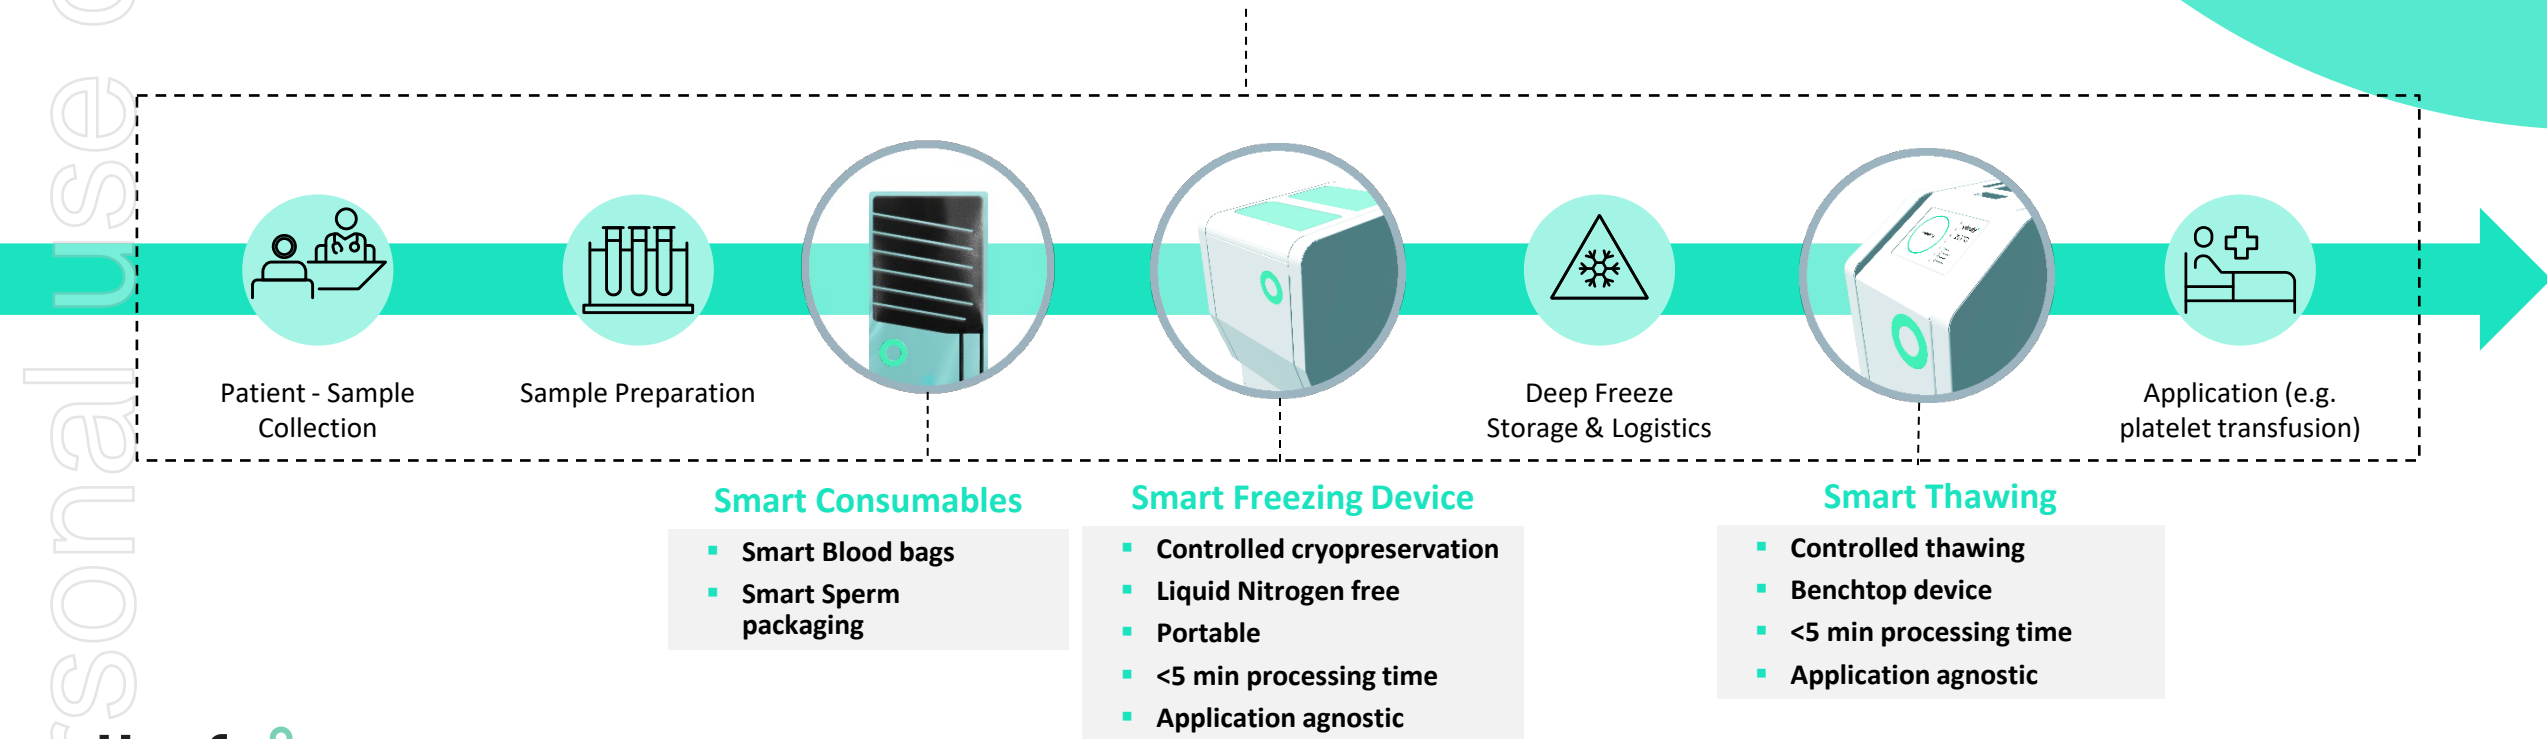 Patient - Sample
Collection
Sample Preparation
Deep Freeze
Storage & Logistics
Application (e.g.
platelet transfusion)
Smart Consumables
Smart Blood bags
Smart Sperm
packaging
Smart Freezing Device
Controlled cryopreservation
Liquid Nitrogen free
Portable
<5 min processing time
Application agnostic
Smart Thawing
Controlled thawing
Benchtop device
<5 min processing time
Application agnostic
sonal use